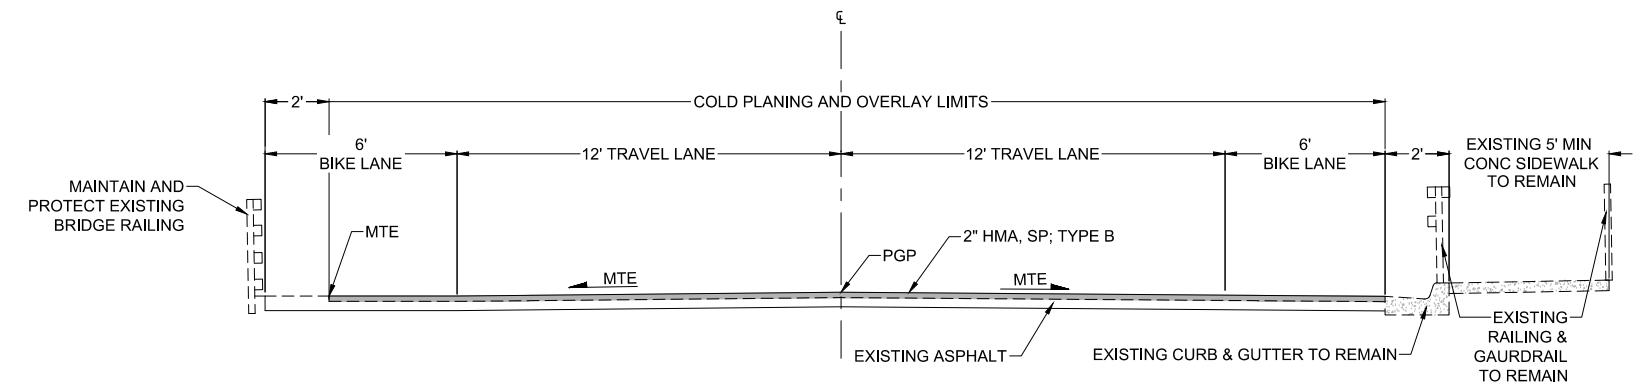 ℄
2'
COLD PLANING AND OVERLAY LIMITS
6'
BIKE LANE
12' TRAVEL LANE
12' TRAVEL LANE
6'
BIKE LANE
2'
EXISTING 5' MIN
CONC SIDEWALK
TO REMAIN
MAINTAIN AND
PROTECT EXISTING
BRIDGE RAILING
MTE
MTE
PGP
2" HMA, SP; TYPE B
MTE
EXISTING ASPHALT
EXISTING CURB & GUTTER TO REMAIN
EXISTING
RAILING &
GAURDRAIL
TO REMAIN